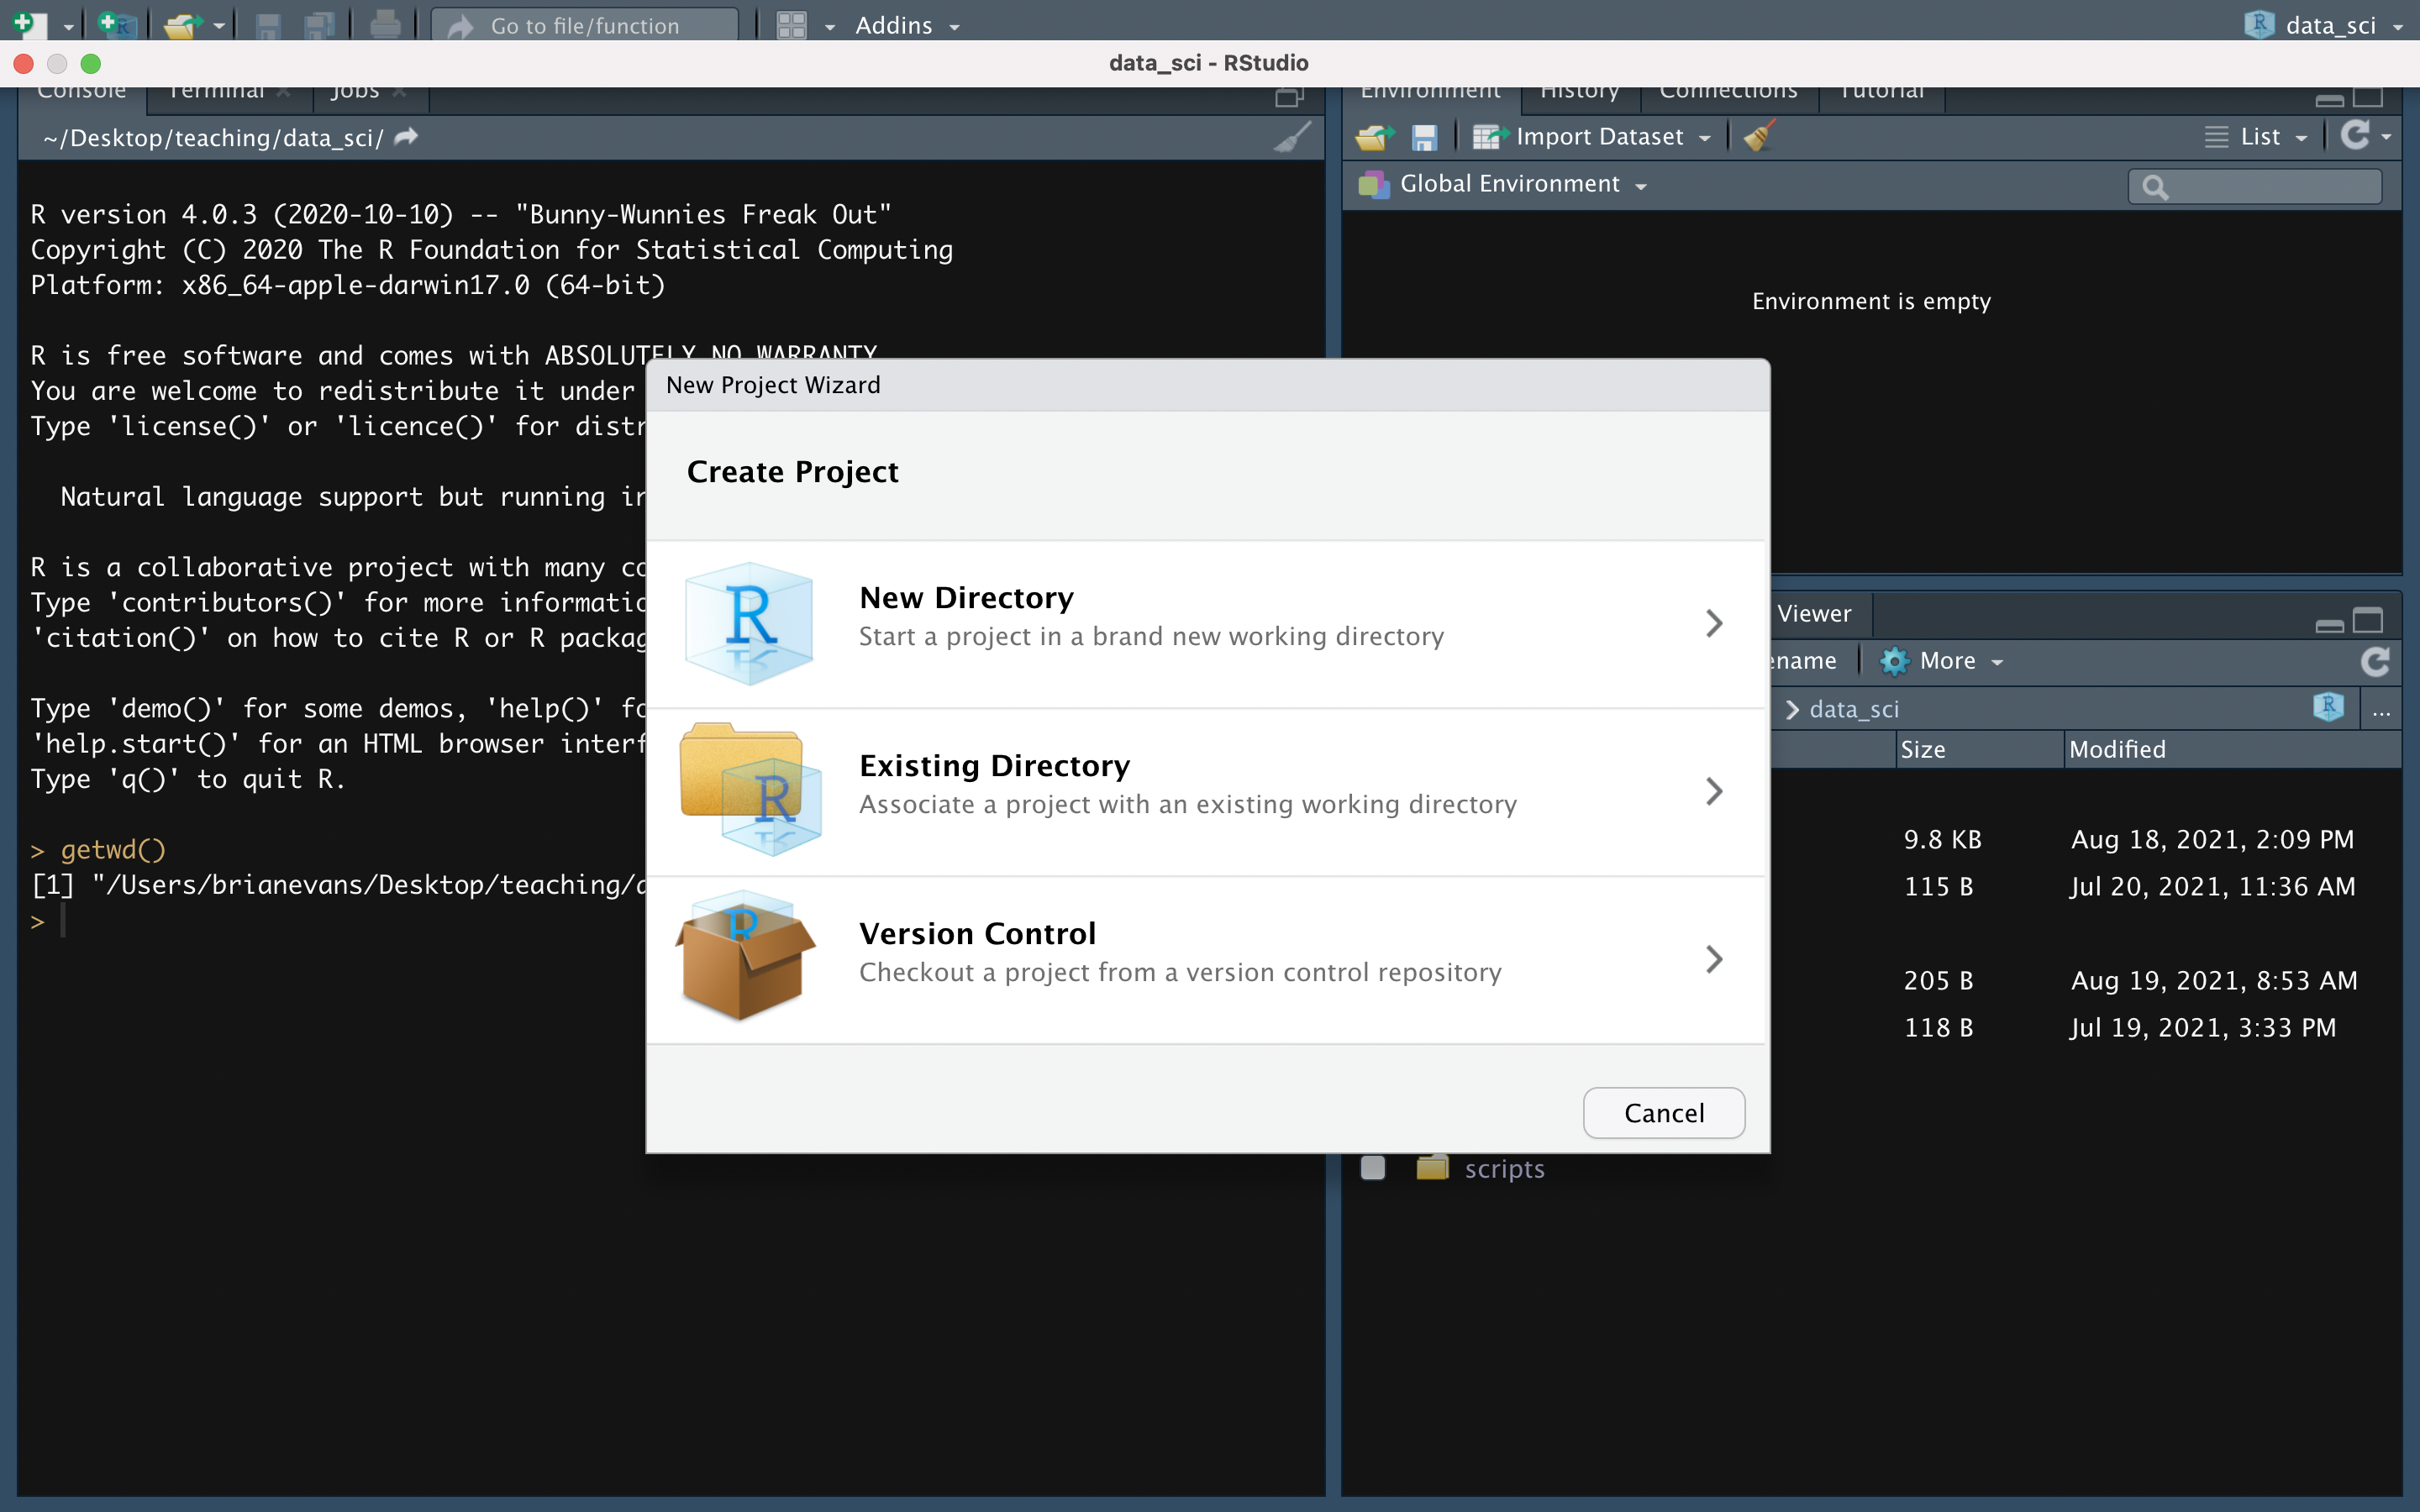 Go to file/function
Addins
data_sci
data_sci - RStudio
Console
Terminal
Jobs
Environment
History
Connections
Tutorial
~/Desktop/teaching/data_sci/
Import Dataset
List
Global Environment
R version 4.0.3 (2020-10-10) -- "Bunny-Wunnies Freak Out"
Copyright (C) 2020 The R Foundation for Statistical Computing
Platform: x86_64-apple-darwin17.0 (64-bit)
Environment is empty
R is free software and comes with ABSOLUTELY NO WARRANTY
You are welcome to redistribute it under
Type 'license()' or 'licence()' for distr
Natural language support but running in
R is a collaborative project with many co
Type 'contributors()' for more informatio
'citation()' on how to cite R or R packag
Type 'demo()' for some demos, 'help()' fo
'help.start()' for an HTML browser interf
Type 'q()' to quit R.
> getwd()
[1] "/Users/brianevans/Desktop/teaching/d
>
New Project Wizard
Create Project
R
New Directory
Start a project in a brand new working directory
R
Existing Directory
Associate a project with an existing working directory
R
Version Control
Checkout a project from a version control repository
Cancel
Viewer
ename
More
data_sci
...
Size
Modified
9.8 KB
Aug 18, 2021, 2:09 PM
115 B
Jul 20, 2021, 11:36 AM
205 B
Aug 19, 2021, 8:53 AM
118 B
Jul 19, 2021, 3:33 PM
scripts